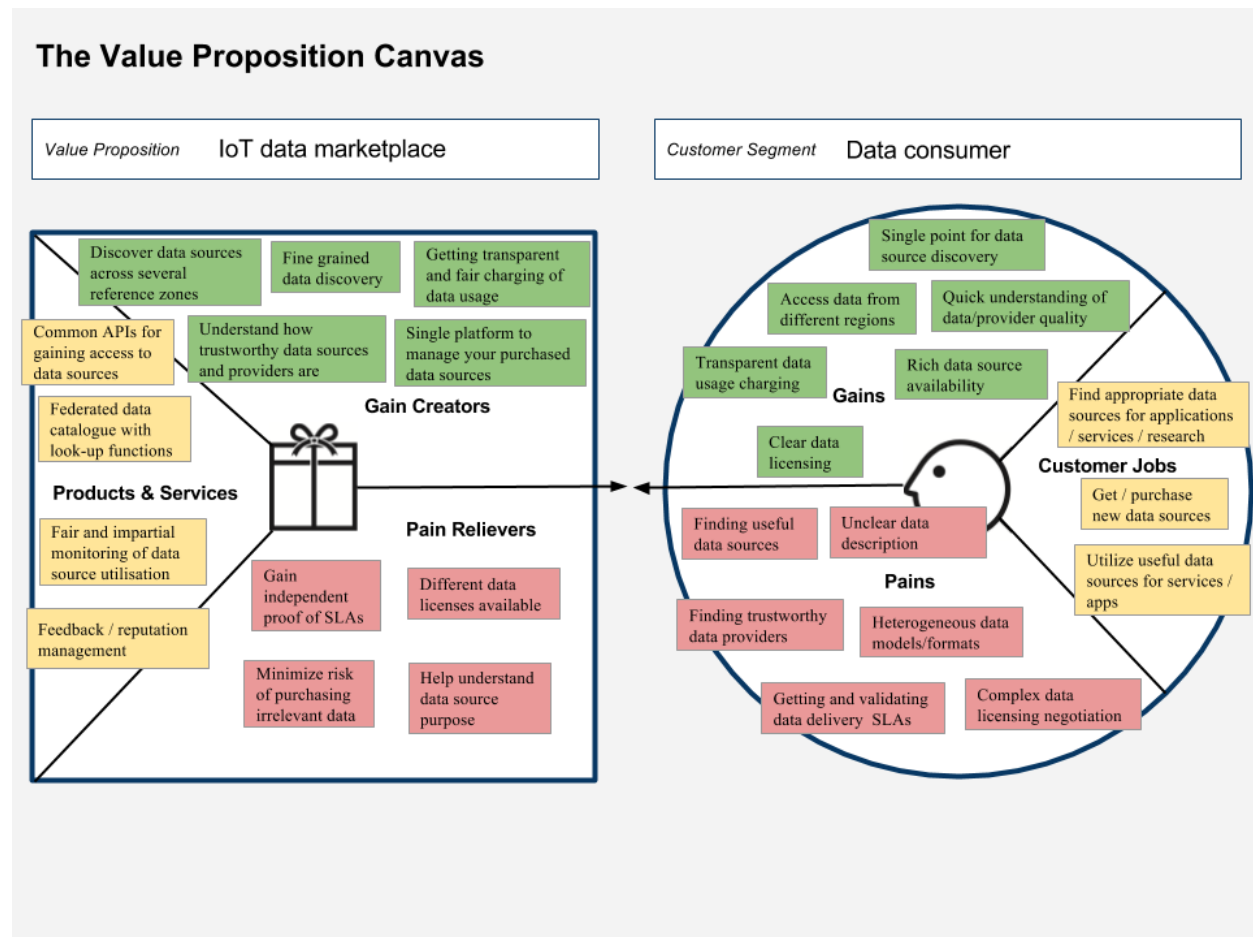 The Value Proposition Canvas
Value Proposition IoT data marketplace
Customer Segment Data consumer
Discover data sources
across several
reference zones
Fine grained
data discovery
Getting transparent
and fair charging of
data usage
Common APIs for
gaining access to
data sources
Understand how
trustworthy data sources
and providers are
Single platform to
manage your purchased
data sources
Gain Creators
Federated data
catalogue with
look-up functions
Products & Services
Fair and impartial
monitoring of data
source utilisation
Feedback / reputation
management
Pain Relievers
Gain
independent
proof of SLAs
Different data
licenses available
Minimize risk
of purchasing
irrelevant data
Help understand
data source
purpose
Single point for data
source discovery
Access data from
different regions
Quick understanding of
data/provider quality
Transparent data
usage charging
Rich data source
availability
Gains
Clear data
licensing
Find appropriate data
sources for applications
/ services / research
Customer Jobs
Get / purchase
new data sources
Utilize useful data
sources for services /
apps
Finding useful
data sources
Unclear data
description
Pains
Finding trustworthy
data providers
Heterogeneous data
models/formats
Getting and validating
data delivery SLAs
Complex data
licensing negotiation